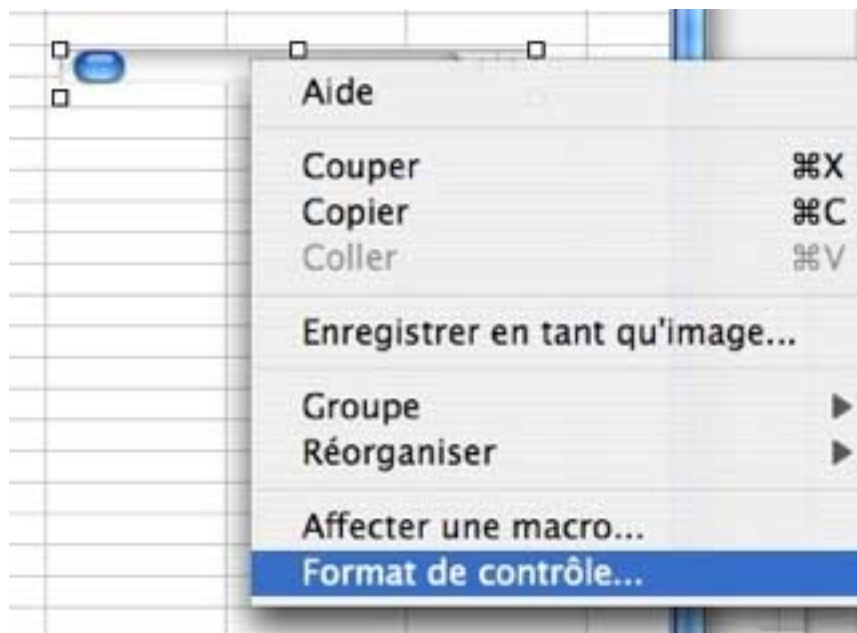 Aide
Couper ⌘X
Copier ⌘C
Coller ⌘V
Enregistrer en tant qu'image...
Groupe
Réorganiser
Affecter une macro...
Format de contrôle...